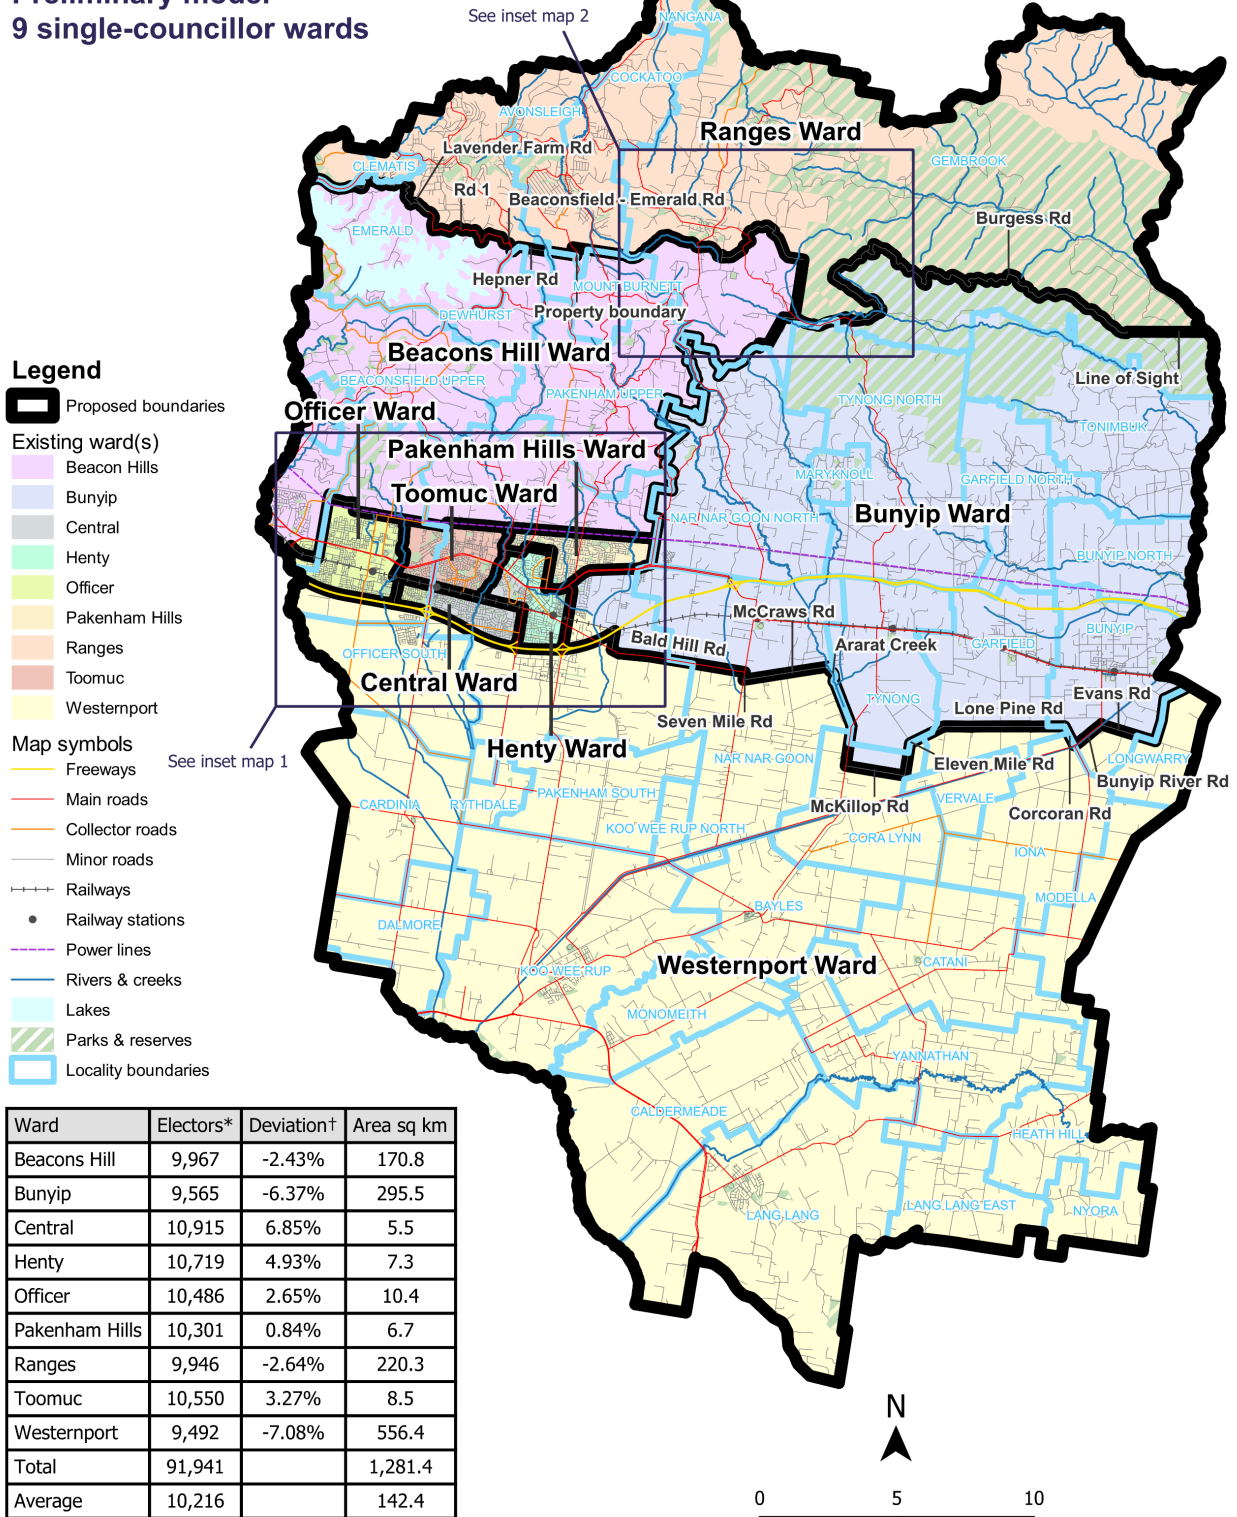 Preliminary model
9 single-councillor wards
See inset map 2
NANGANA
COCKATOO
AVONSLEIGH
Ranges Ward
Lavender Farm Rd
CLEMATIS
GEMBROOK
Rd 1
Beaconsfield - Emerald Rd
Burgess Rd
EMERALD
Hepner Rd
MOUNT BURNETT
DEWHURST
Property boundary
Beacons Hill Ward
Line of Sight
BEACONSFIELD UPPER
PAKENHAM UPPER
TYNONG NORTH
Officer Ward
TONIMBUK
Pakenham Hills Ward
MARYKNOLL
GARFIELD NORTH
Toomuc Ward
NAR NAR GOON NORTH
Bunyip Ward
BUNYIP NORTH
McCraws Rd
BUNYIP
Bald Hill Rd
Ararat Creek
GARFIELD
OFFICER SOUTH
Central Ward
TYNONG
Evans Rd
Lone Pine Rd
Seven Mile Rd
Henty Ward
NAR NAR GOON
Eleven Mile Rd
LONGWARRY
See inset map 1
Bunyip River Rd
CARDINIA
RYTHDALE
PAKENHAM SOUTH
McKillop Rd
VERVALE
Corcoran Rd
KOO WEE RUP NORTH
CORA LYNN
IONA
MODELLA
BAYLES
DALMORE
CATANI
KOO WEE RUP
Westernport Ward
MONOMEITH
YANNATHAN
CALDERMEADE
HEATH HILL
LANG LANG
LANG LANG EAST
NYORA
Legend
Proposed boundaries
Existing ward(s)
Beacon Hills
Bunyip
Central
Henty
Officer
Pakenham Hills
Ranges
Toomuc
Westernport
Map symbols
Freeways
Main roads
Collector roads
Minor roads
Railways
Railway stations
Power lines
Rivers & creeks
Lakes
Parks & reserves
Locality boundaries
Ward Electors* Deviation† Area sq km
Beacons Hill 9,967 -2.43% 170.8
Bunyip 9,565 -6.37% 295.5
Central 10,915 6.85% 5.5
Henty 10,719 4.93% 7.3
Officer 10,486 2.65% 10.4
Pakenham Hills 10,301 0.84% 6.7
Ranges 9,946 -2.64% 220.3
Toomuc 10,550 3.27% 8.5
Westernport 9,492 -7.08% 556.4
Total 91,941 1,281.4
Average 10,216 142.4
N
0 5 10